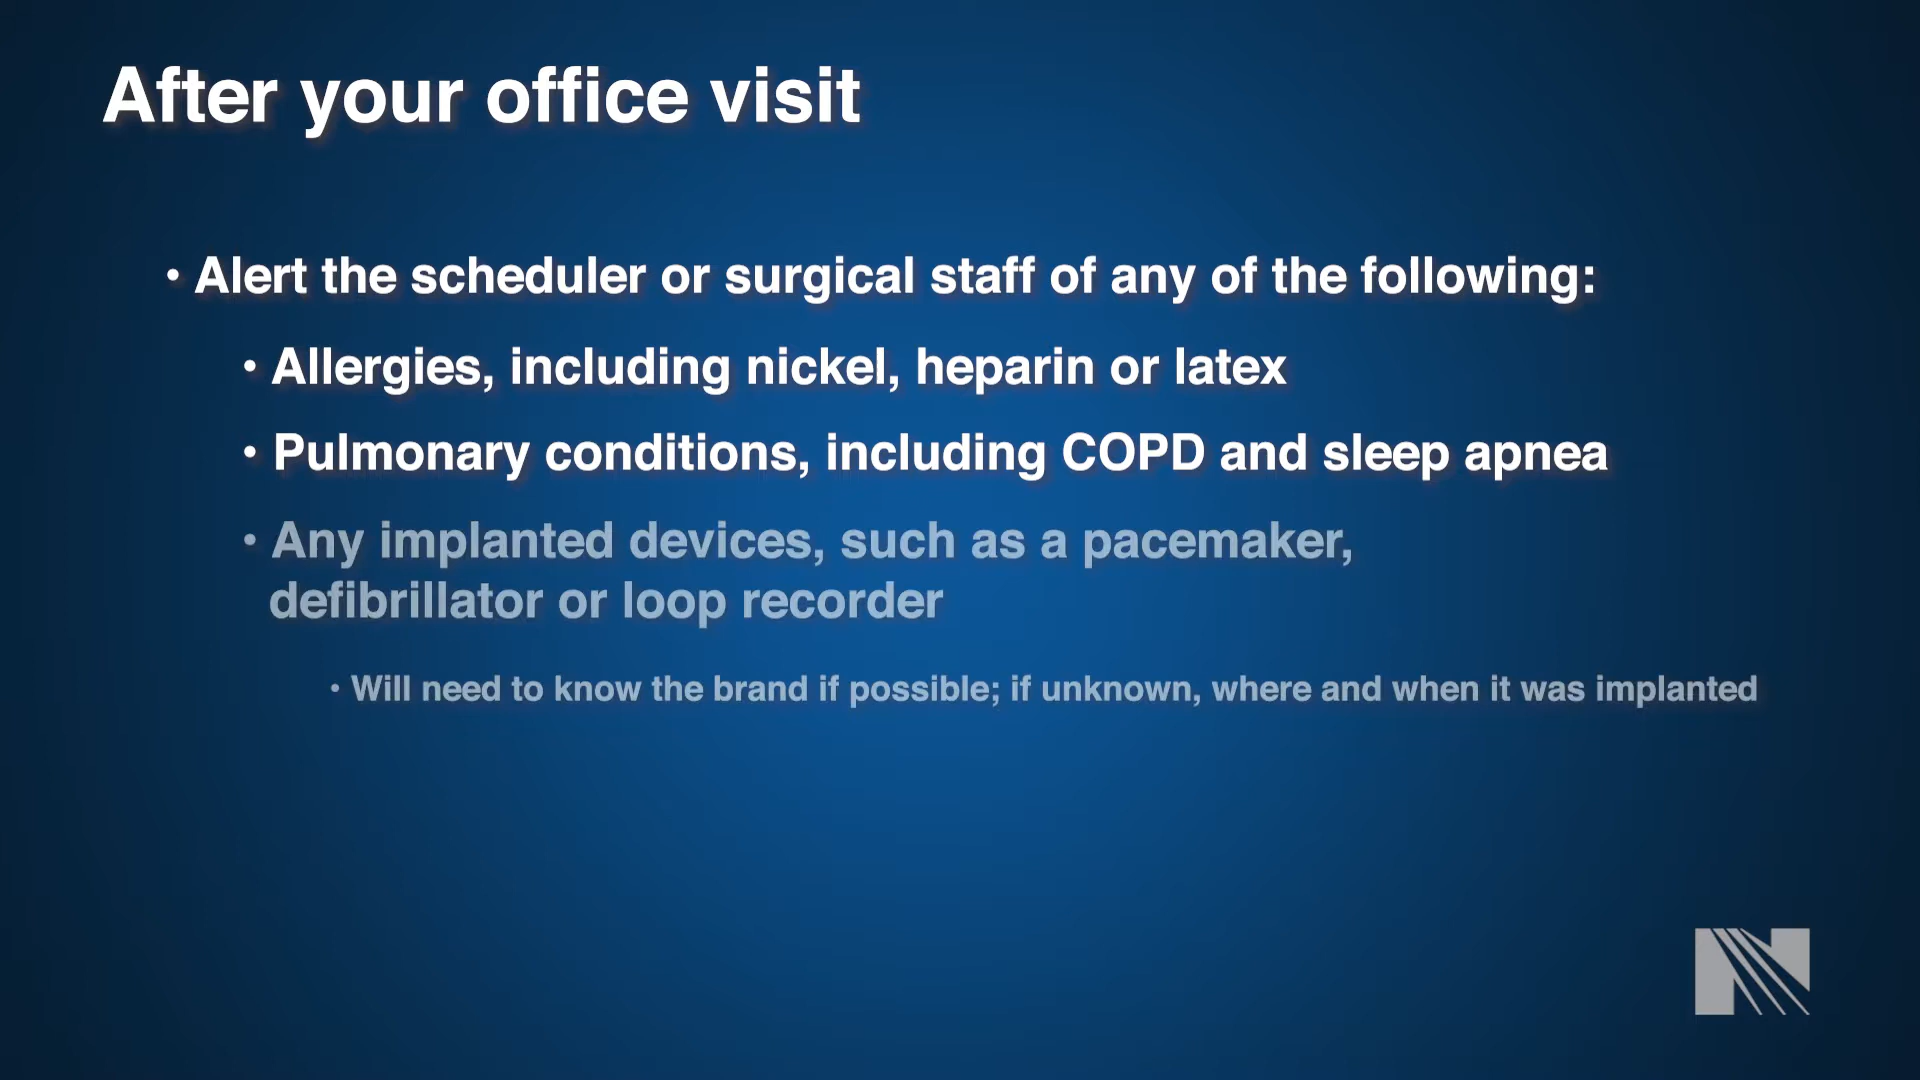 After your office visit
• Alert the scheduler or surgical staff of any of the following:
• Allergies, including nickel, heparin or latex
• Pulmonary conditions, including COPD and sleep apnea
• Any implanted devices, such as a pacemaker,
defibrillator or loop recorder
• Will need to know the brand if possible; if unknown, where and when it was implanted
N